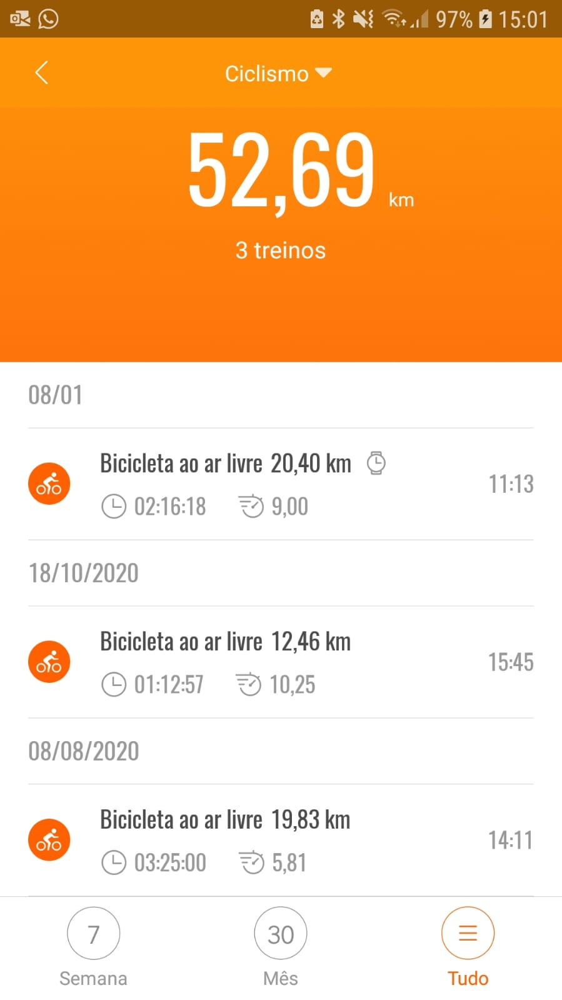 97% 15:01
Ciclismo
52,69 km
3 treinos
08/01
Bicicleta ao ar livre 20,40 km
11:13
02:16:18 9,00
18/10/2020
Bicicleta ao ar livre 12,46 km
15:45
01:12:57 10,25
08/08/2020
Bicicleta ao ar livre 19,83 km
14:11
03:25:00 5,81
7 30
Semana Mês Tudo